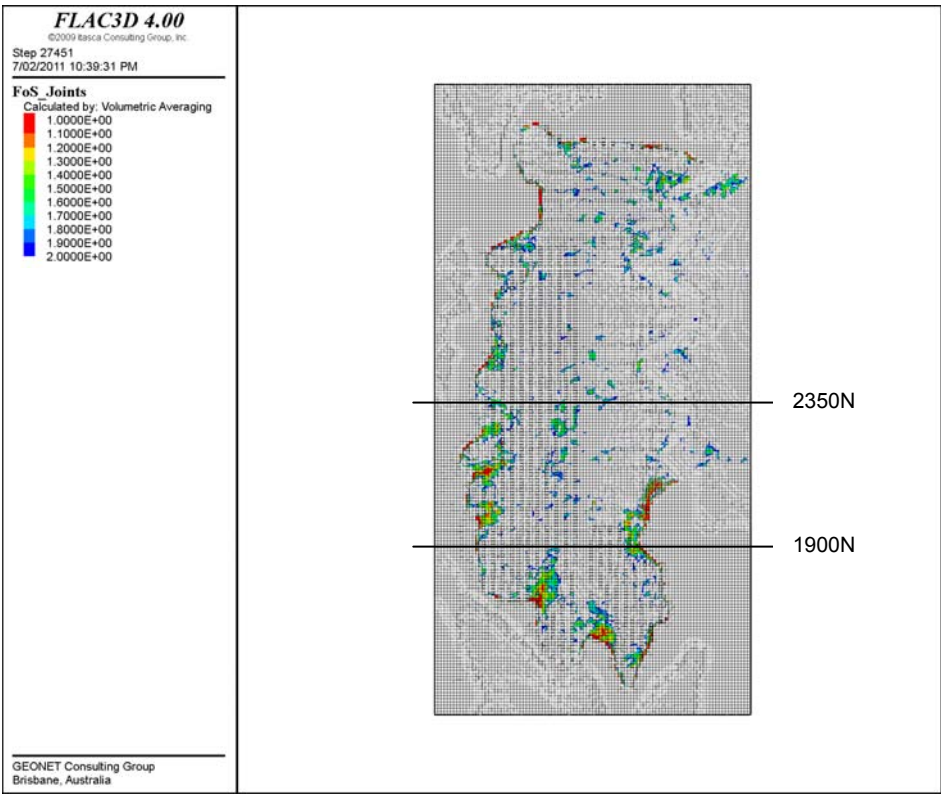 FLAC3D 4.00
©2009 Itasca Consulting Group, Inc.
Step 27451
7/02/2011 10:39:31 PM
FoS_Joints
Calculated by: Volumetric Averaging
1.0000E+00
1.1000E+00
1.2000E+00
1.3000E+00
1.4000E+00
1.5000E+00
1.6000E+00
1.7000E+00
1.8000E+00
1.9000E+00
2.0000E+00
2350N
1900N
GEONET Consulting Group
Brisbane, Australia